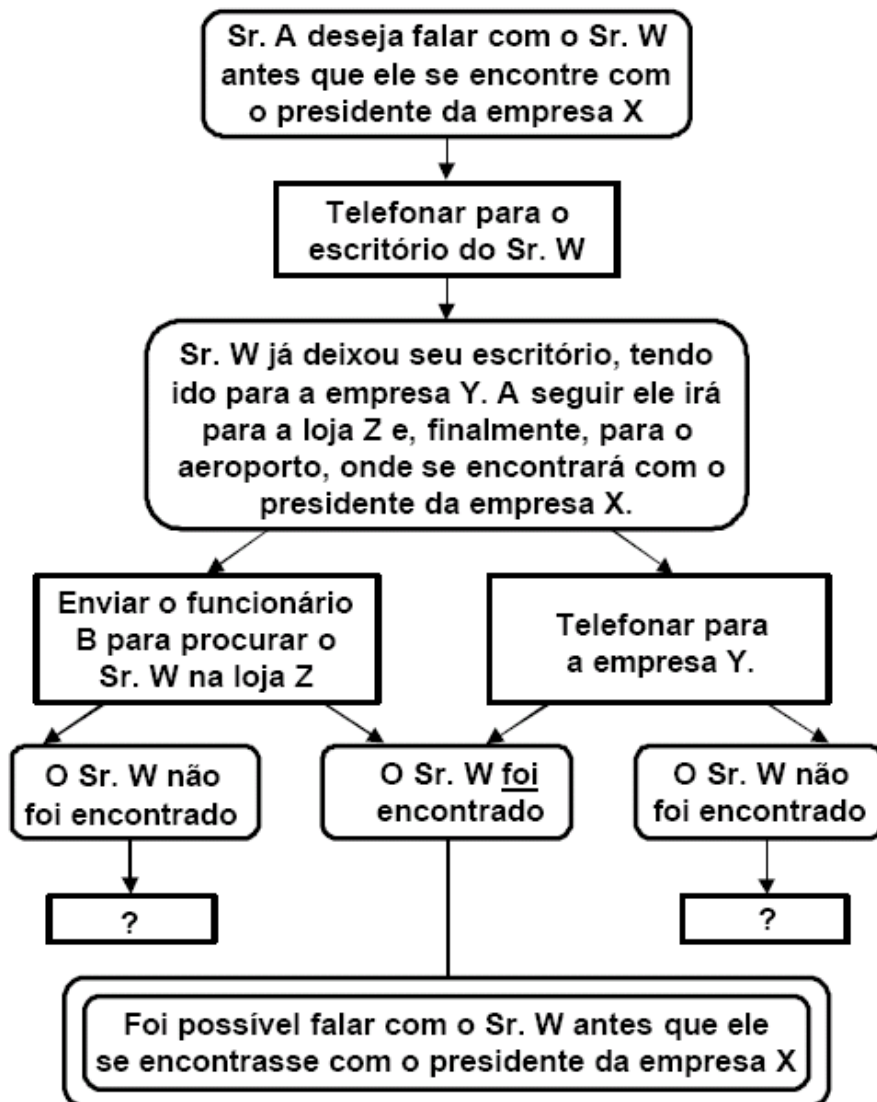 Sr. A deseja falar com o Sr. W
antes que ele se encontre com
o presidente da empresa X
Telefonar para o
escritório do Sr. W
Sr. W já deixou seu escritório, tendo
ido para a empresa Y. A seguir ele irá
para a loja Z e, finalmente, para o
aeroporto, onde se encontrará com o
presidente da empresa X.
Enviar o funcionário
B para procurar o
Sr. W na loja Z
Telefonar para
a empresa Y.
O Sr. W não
foi encontrado
O Sr. W foi
encontrado
O Sr. W não
foi encontrado
?
?
Foi possível falar com o Sr. W antes que ele
se encontrasse com o presidente da empresa X